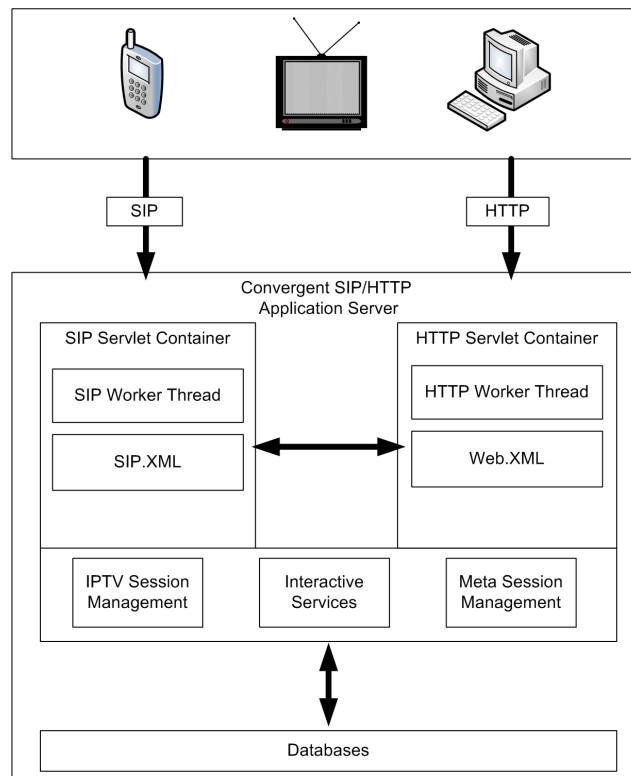 SIP
HTTP
Convergent SIP/HTTP
Application Server
SIP Servlet Container
HTTP Servlet Container
SIP Worker Thread
HTTP Worker Thread
SIP.XML
Web.XML
IPTV Session
Management
Interactive
Services
Meta Session
Management
Databases